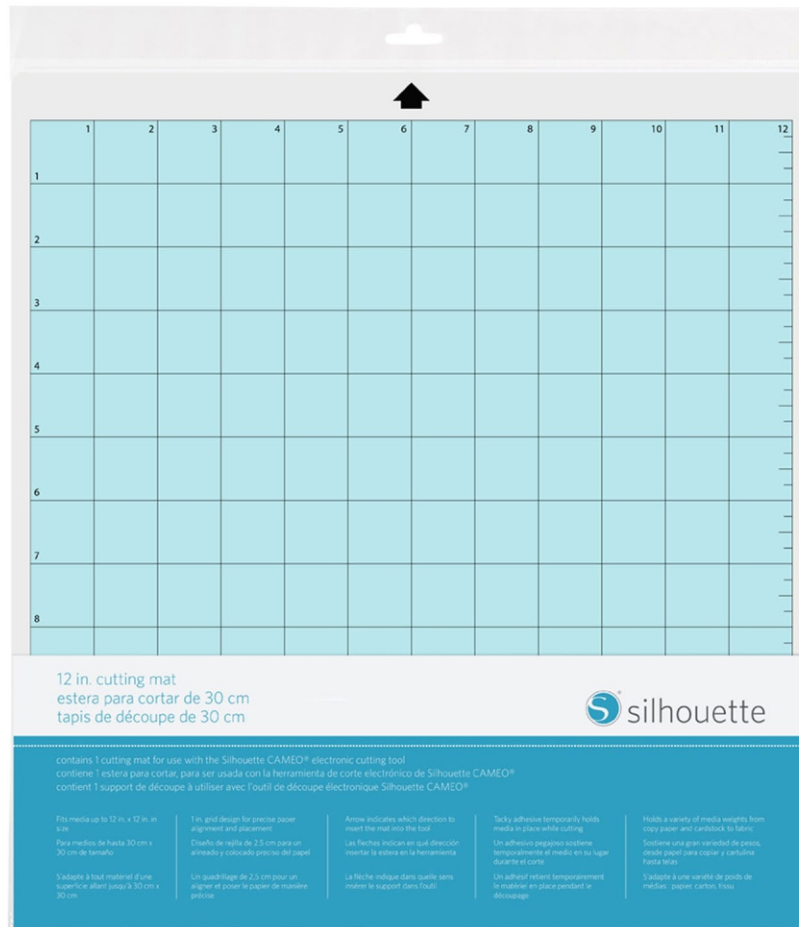 1 2 3 4 5 6 7 8 9 10 11 12
1
2
3
4
5
6
7
8
12 in. cutting mat
estera para cortar de 30 cm
tapis de découpe de 30 cm
silhouette
contains 1 cutting mat for use with the Silhouette CAMEO® electronic cutting tool
contiene 1 estera para cortar, para ser usada con la herramienta de corte electrónico de Silhouette CAMEO®
contient 1 support de découpe à utiliser avec l'outil de découpe électronique Silhouette CAMEO®
Fits media up to 12 in. x 12 in. in
size
Para medios de hasta 30 cm x
30 cm de tamaño
S'adapte à tout matériel d'une
superficie allant jusqu'à 30 cm x
30 cm
1 in. grid design for precise paper
alignment and placement
Diseño de rejilla de 2,5 cm para un
alineado y colocado preciso del papel
Un quadrillage de 2,5 cm pour un
aligner et poser le papier de manière
précise
Arrow indicates which direction to
insert the mat into the tool
Las flechas indican en qué dirección
insertar la estera en la herramienta
La flèche indique dans quelle sens
insérer le support dans l'outil
Tacky adhesive temporarily holds
media in place while cutting
Un adhesivo pegajoso sostiene
temporalmente el medio en su lugar
durante el corte
Un adhésif retient temporairement
le matériel en place pendant le
découpage
Holds a variety of media weights from
copy paper and cardstock to fabric
Sostiene una gran variedad de pesos,
desde papel para copiar y cartulina
hasta telas
S'adapte à une variété de poids de
médias: papier, carton, tissu